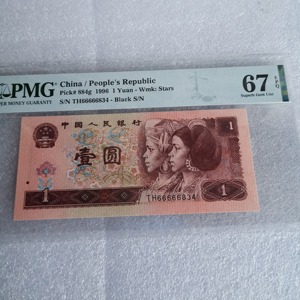 PMG
PAPER MONEY GUARANTY
China / People's Republic
Pick# 884g 1996 1 Yuan - Wmk: Stars
S/N TH66666834 - Black S/N
67 EPQ
Superb Gem Unc
中国人民银行
1
壹圆
1
1
TH66666834